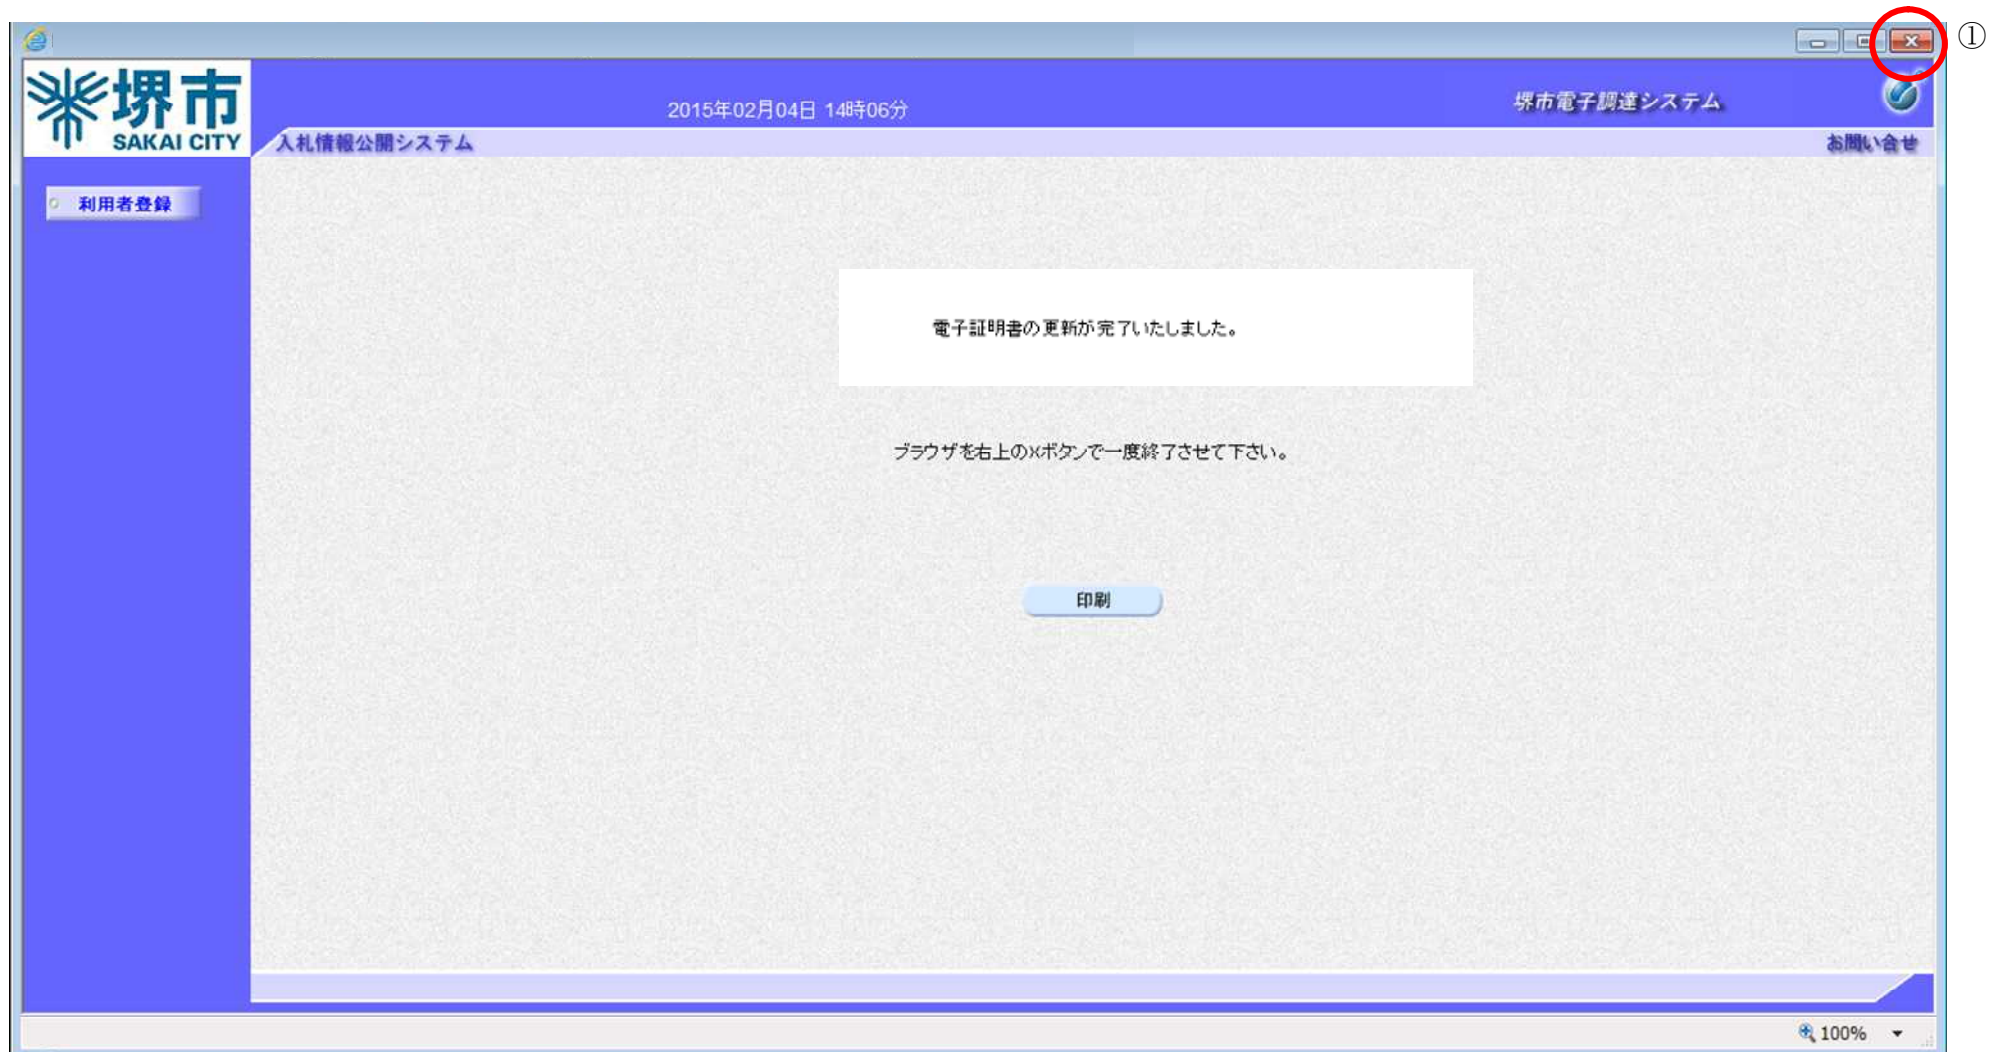 ①
堺市
SAKAI CITY
2015年02月04日 14時06分
堺市電子調達システム
入札情報公開システム
お問い合せ
利用者登録
電子証明書の更新が完了いたしました。
ブラウザを右上の×ボタンで一度終了させて下さい。
印刷
100%